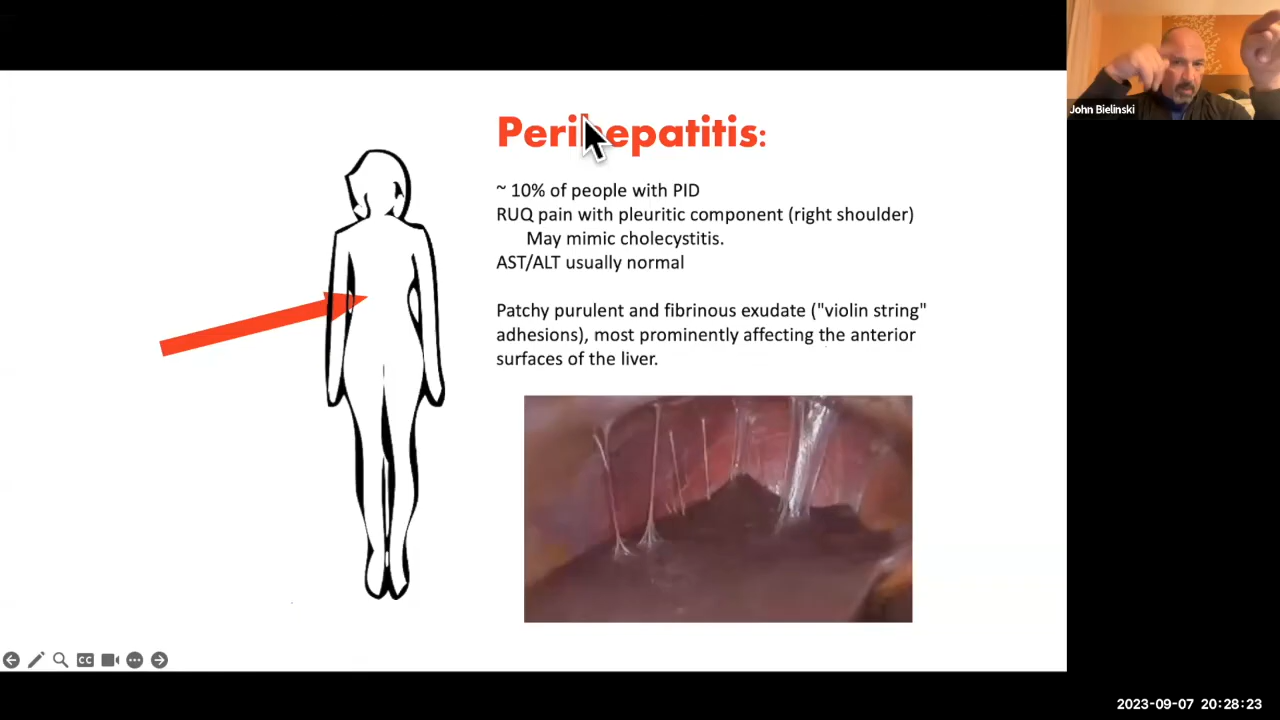 Perihepatitis:
~ 10% of people with PID
RUQ pain with pleuritic component (right shoulder)
May mimic cholecystitis.
AST/ALT usually normal
Patchy purulent and fibrinous exudate ("violin string"
adhesions), most prominently affecting the anterior
surfaces of the liver.
John Bielinski
CC
2023-09-07 20:28:23